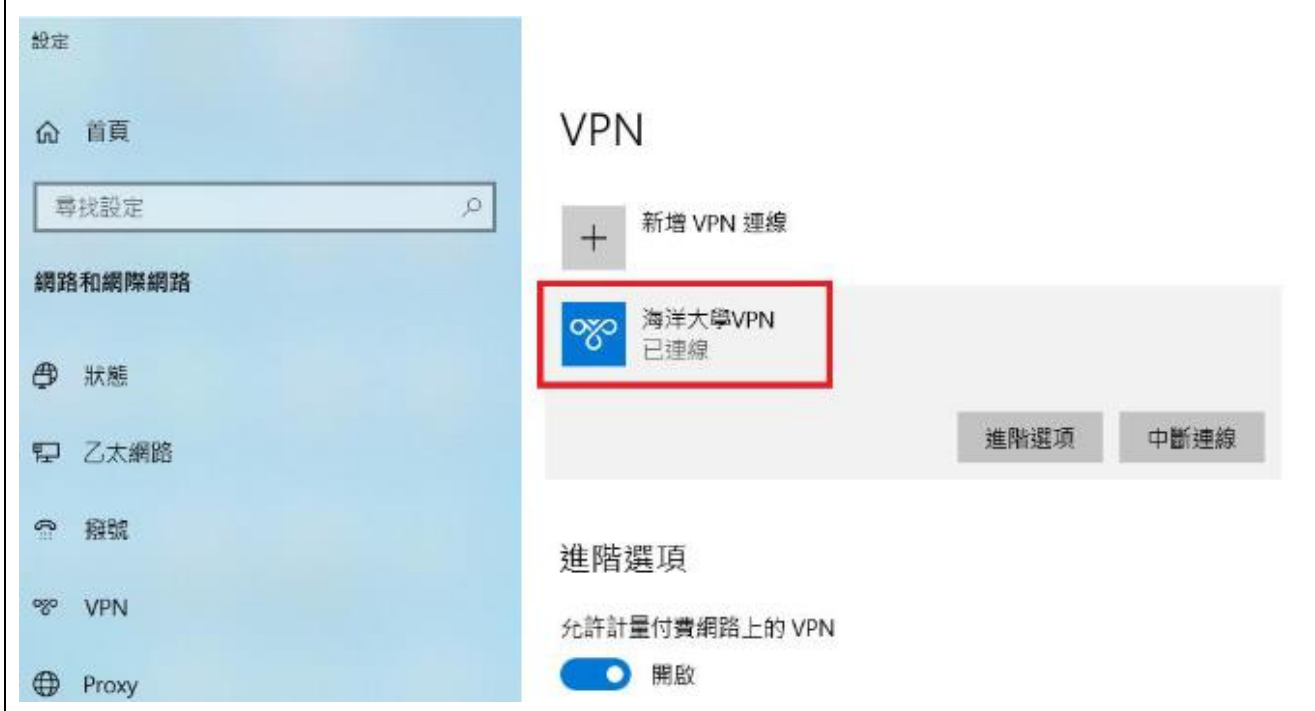 設定
首頁
尋找設定
網路和網際網路
狀態
乙太網路
撥號
VPN
Proxy
VPN
新增 VPN 連線
海洋大學VPN
已連線
進階選項
中斷連線
進階選項
允許計量付費網路上的 VPN
開啟